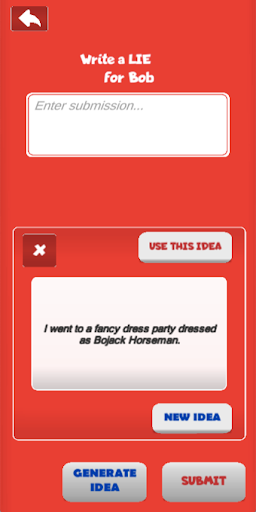 Write a LIE
for Bob
Enter submission...
USE THIS IDEA
I went to a fancy dress party dressed
as Bojack Horseman.
NEW IDEA
GENERATE
IDEA
SUBMIT